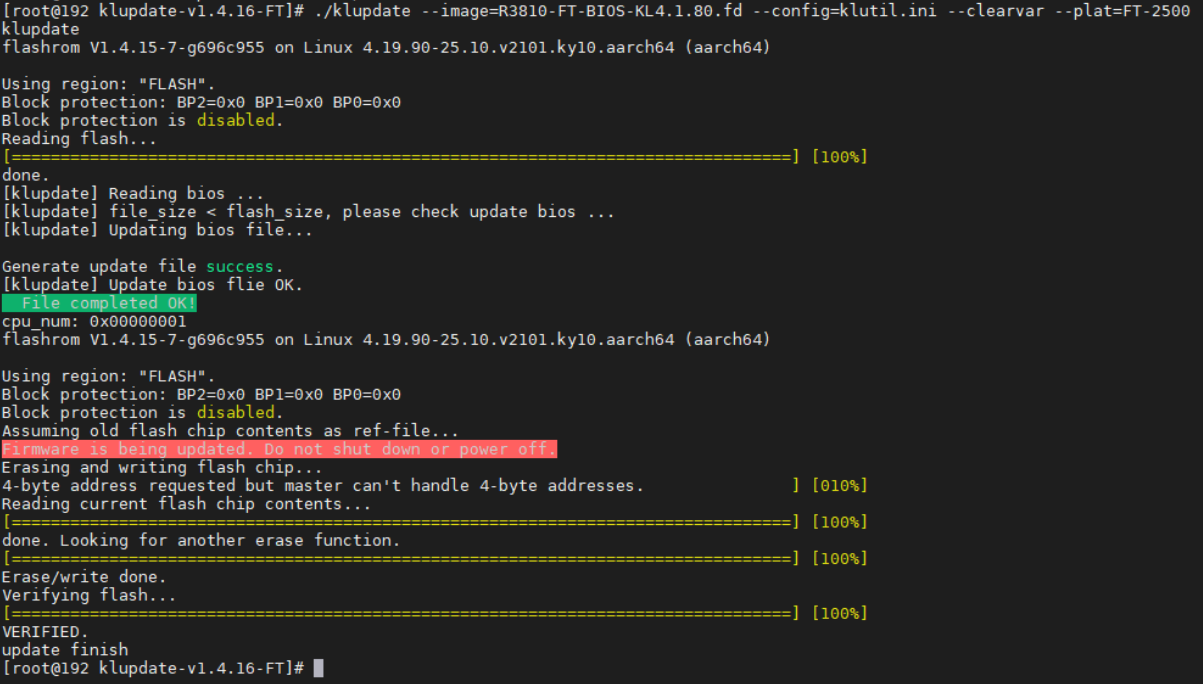 [root@192 klupdate-v1.4.16-FT]# ./klupdate --image=R3810-FT-BIOS-KL4.1.80.fd --config=klutil.ini --clearvar --plat=FT-2500
klupdate
flashrom V1.4.15-7-g696c955 on Linux 4.19.90-25.10.v2101.ky10.aarch64 (aarch64)
Using region: "FLASH".
Block protection: BP2=0x0 BP1=0x0 BP0=0x0
Block protection is disabled.
Reading flash...
[================================================================================] [100%]
done.
[klupdate] Reading bios ...
[klupdate] file_size < flash_size, please check update bios ...
[klupdate] Updating bios file...
Generate update file success.
[klupdate] Update bios flie OK.
File completed OK!
cpu_num: 0x00000001
flashrom V1.4.15-7-g696c955 on Linux 4.19.90-25.10.v2101.ky10.aarch64 (aarch64)
Using region: "FLASH".
Block protection: BP2=0x0 BP1=0x0 BP0=0x0
Block protection is disabled.
Assuming old flash chip contents as ref-file...
Firmware is being updated. Do not shut down or power off.
Erasing and writing flash chip...
4-byte address requested but master can't handle 4-byte addresses. ] [010%]
Reading current flash chip contents...
[================================================================================] [100%]
done. Looking for another erase function.
[================================================================================] [100%]
Erase/write done.
Verifying flash...
[================================================================================] [100%]
VERIFIED.
update finish
[root@192 klupdate-v1.4.16-FT]#